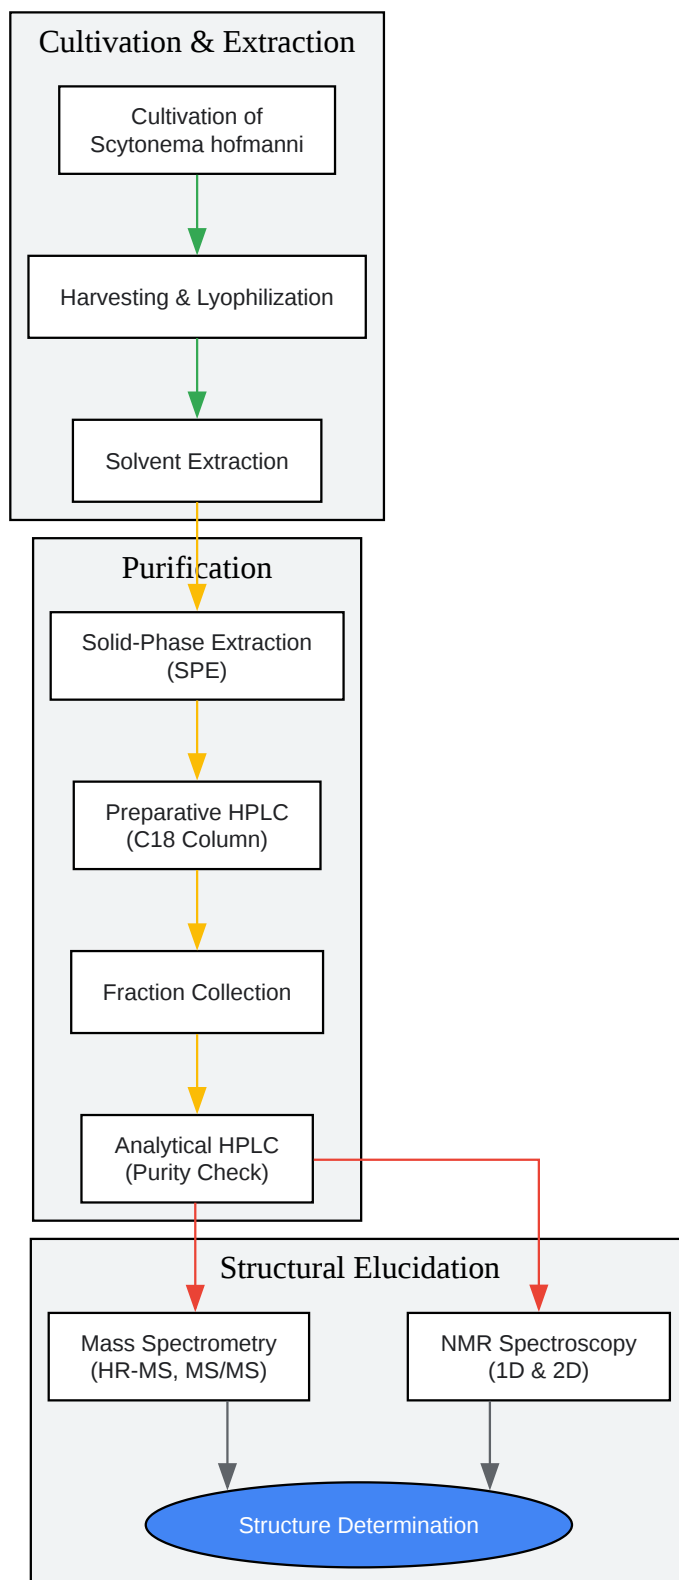 Cultivation & Extraction
Cultivation of
Scytonema hofmanni
Harvesting & Lyophilization
Solvent Extraction
Purification
Solid-Phase Extraction
(SPE)
Preparative HPLC
(C18 Column)
Fraction Collection
Analytical HPLC
(Purity Check)
Structural Elucidation
Mass Spectrometry
(HR-MS, MS/MS)
NMR Spectroscopy
(1D & 2D)
Structure Determination